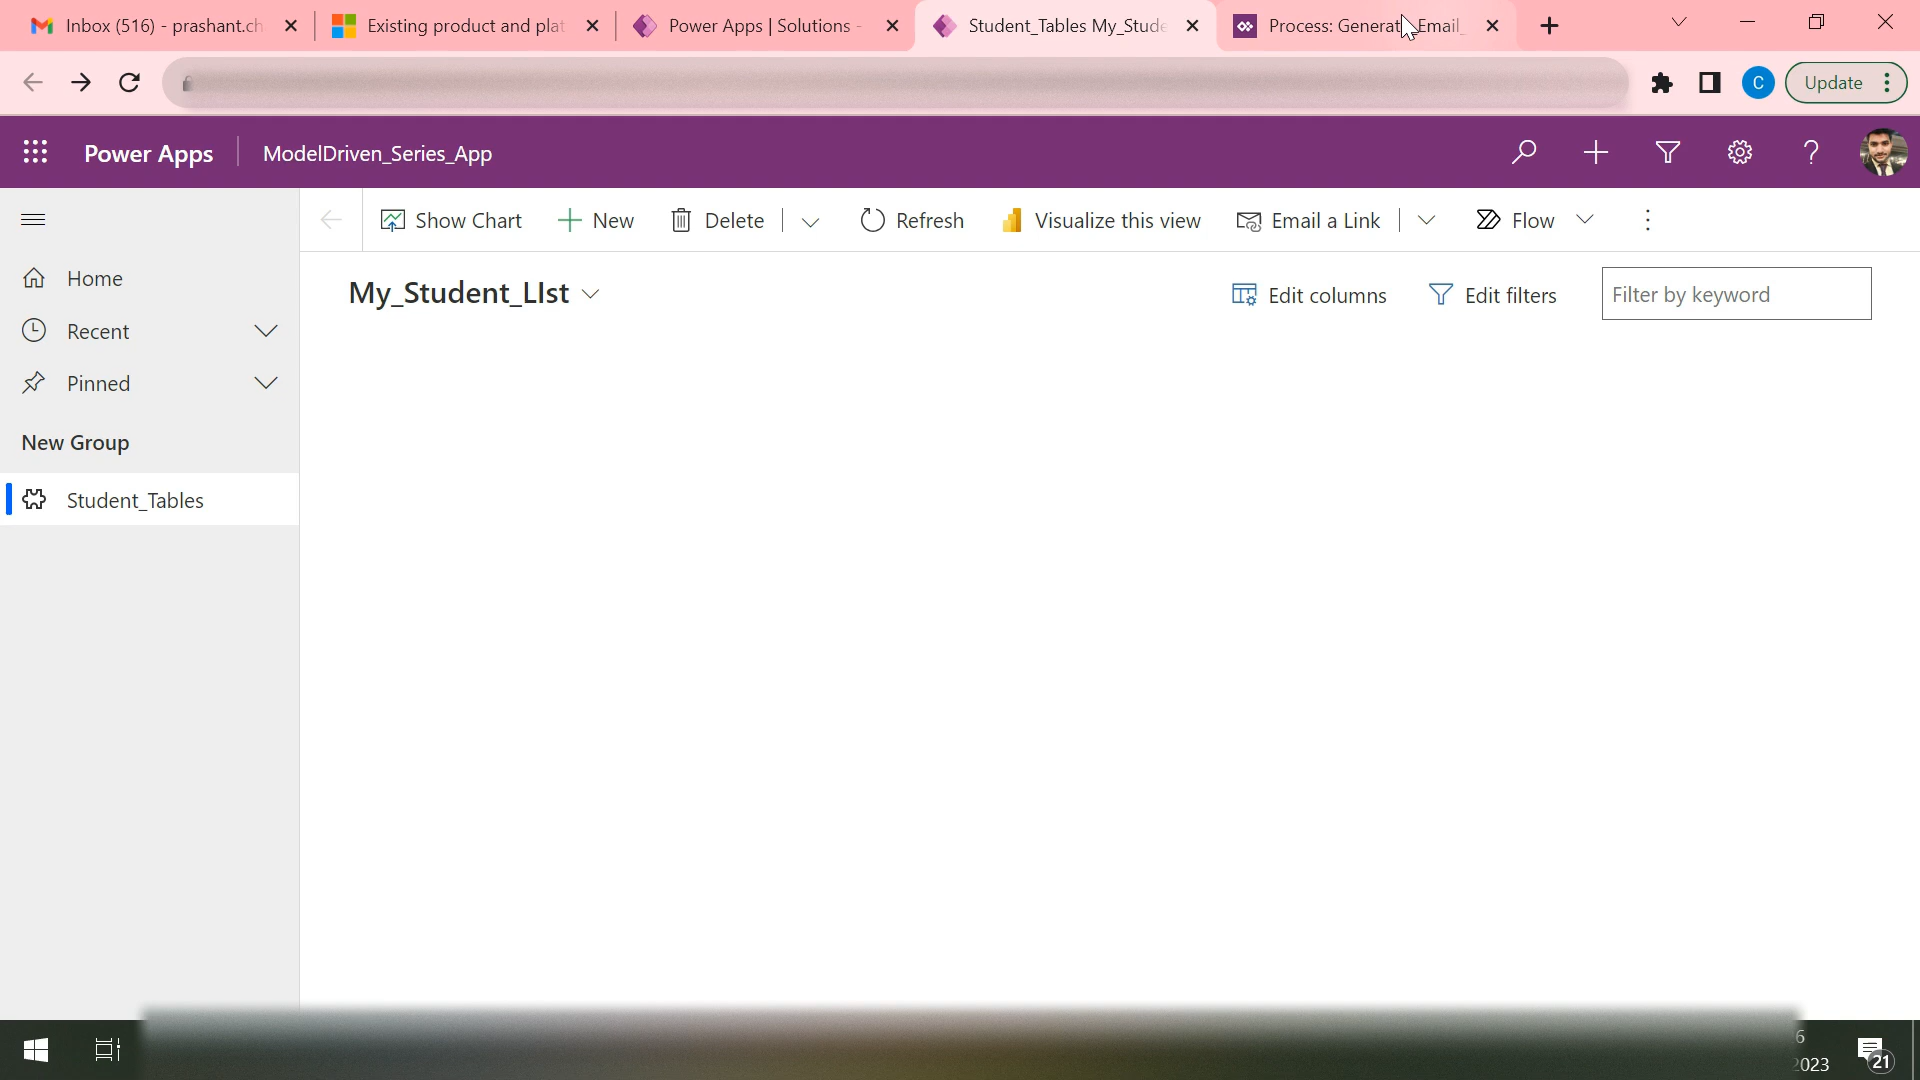 Inbox (516) - prashant.ch
Existing product and plat
Power Apps | Solutions -
Student_Tables My_Stude
Process: Generat Email_
C
Update
Power Apps
ModelDriven_Series_App
Show Chart
New
Delete
Refresh
Visualize this view
Email a Link
Flow
Home
Recent
Pinned
New Group
Student_Tables
My_Student_LIst
Edit columns
Edit filters
Filter by keyword
6
2023
21